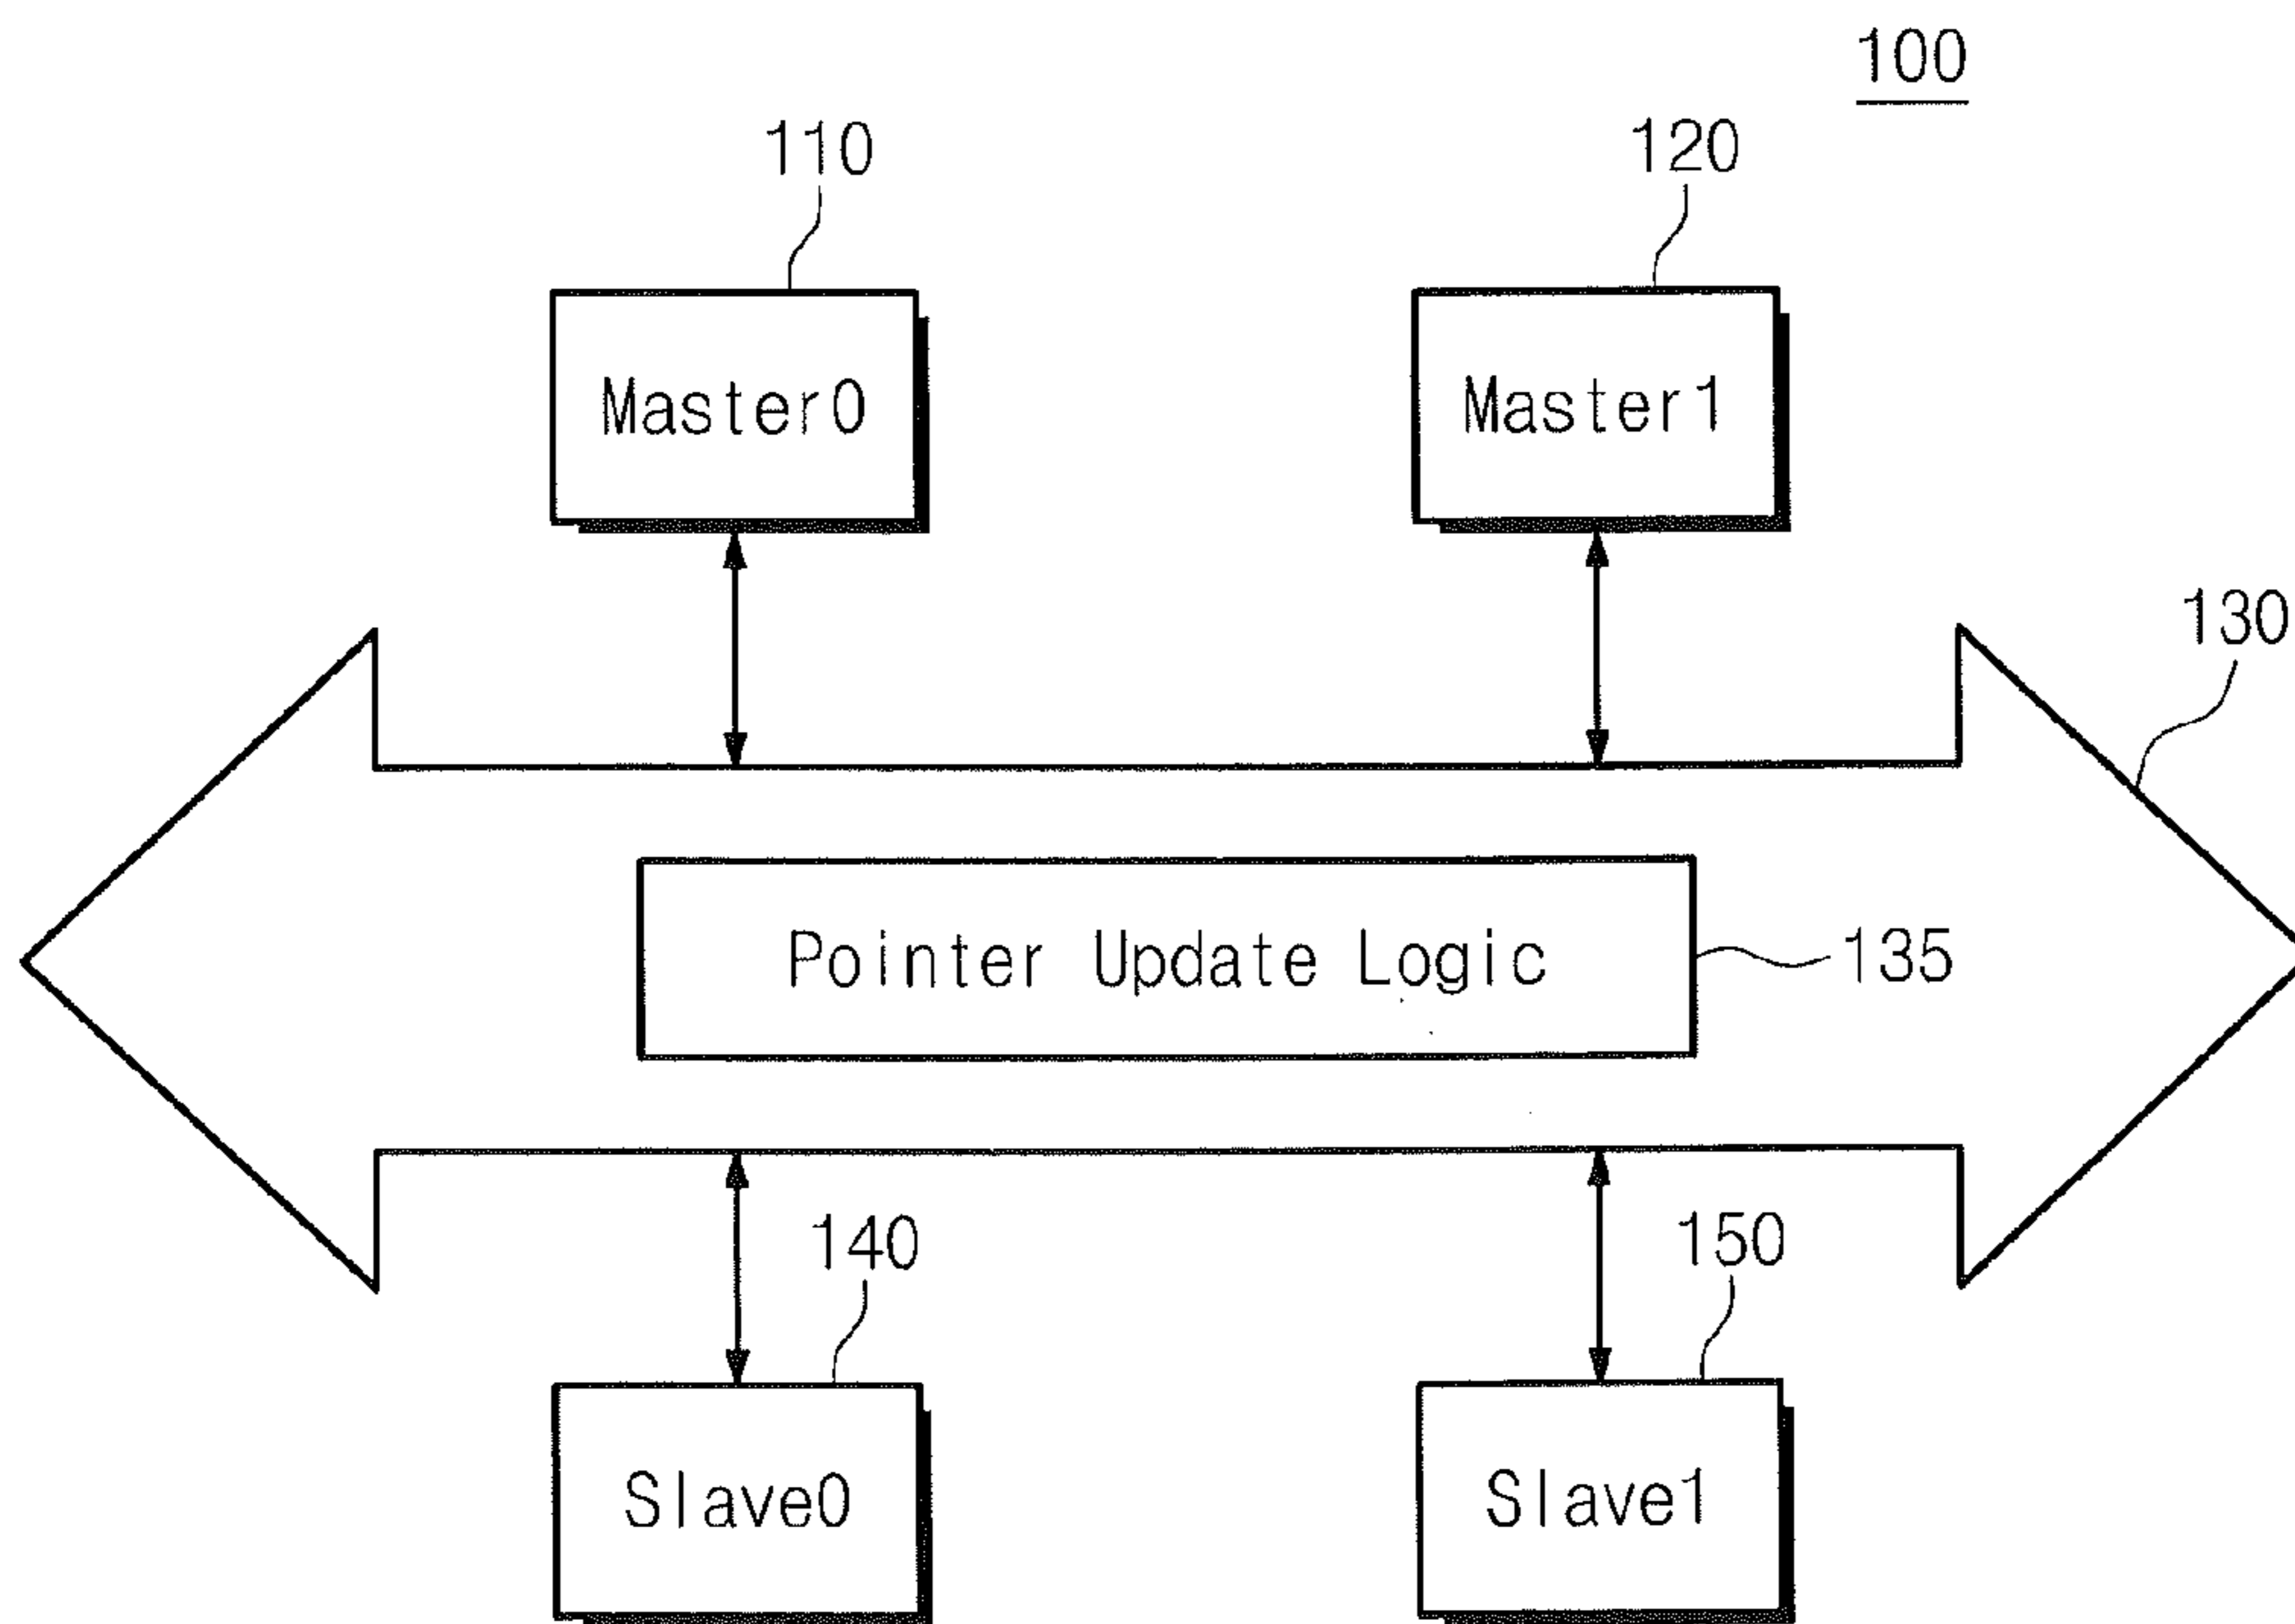 100
110
120
Master0
Master1
130
Pointer Update Logic
135
140
150
Slave0
Slave1